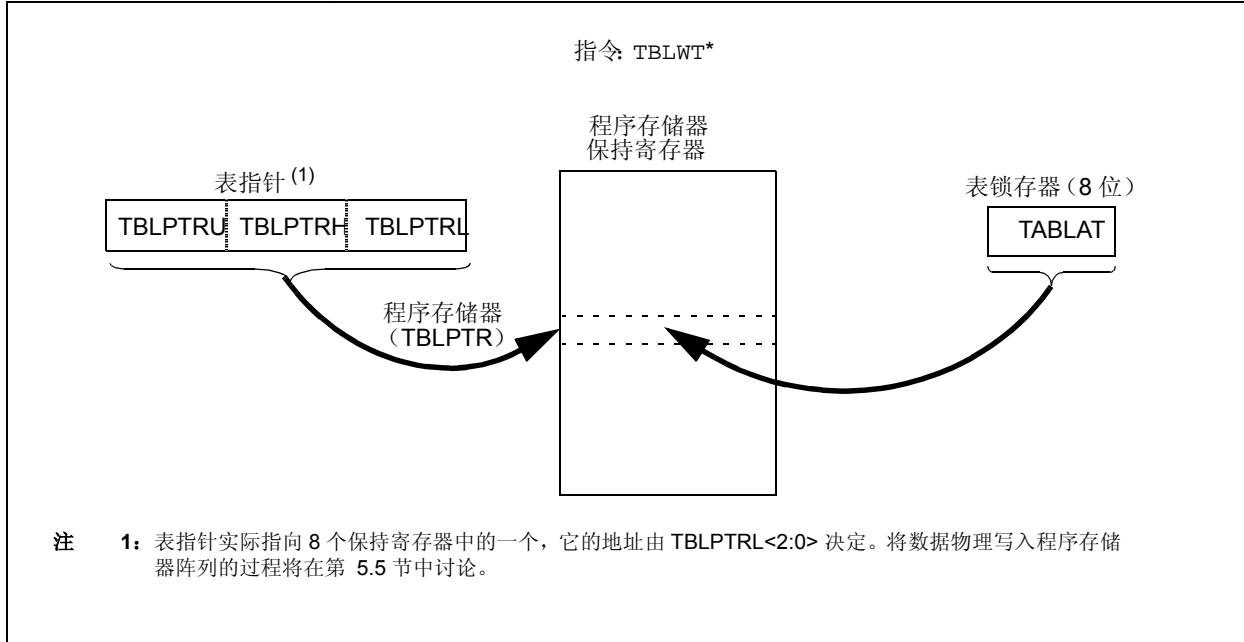 指令: TBLWT*
程序存储器
保持寄存器
表指针 (1)
表锁存器（8 位）
TBLPTRU TBLPTRH TBLPTRL
TABLAT
程序存储器
（TBLPTR）
注 1：表指针实际指向 8 个保持寄存器中的一个，它的地址由 TBLPTRL<2:0> 决定。将数据物理写入程序存储
器阵列的过程将在第 5.5 节中讨论。